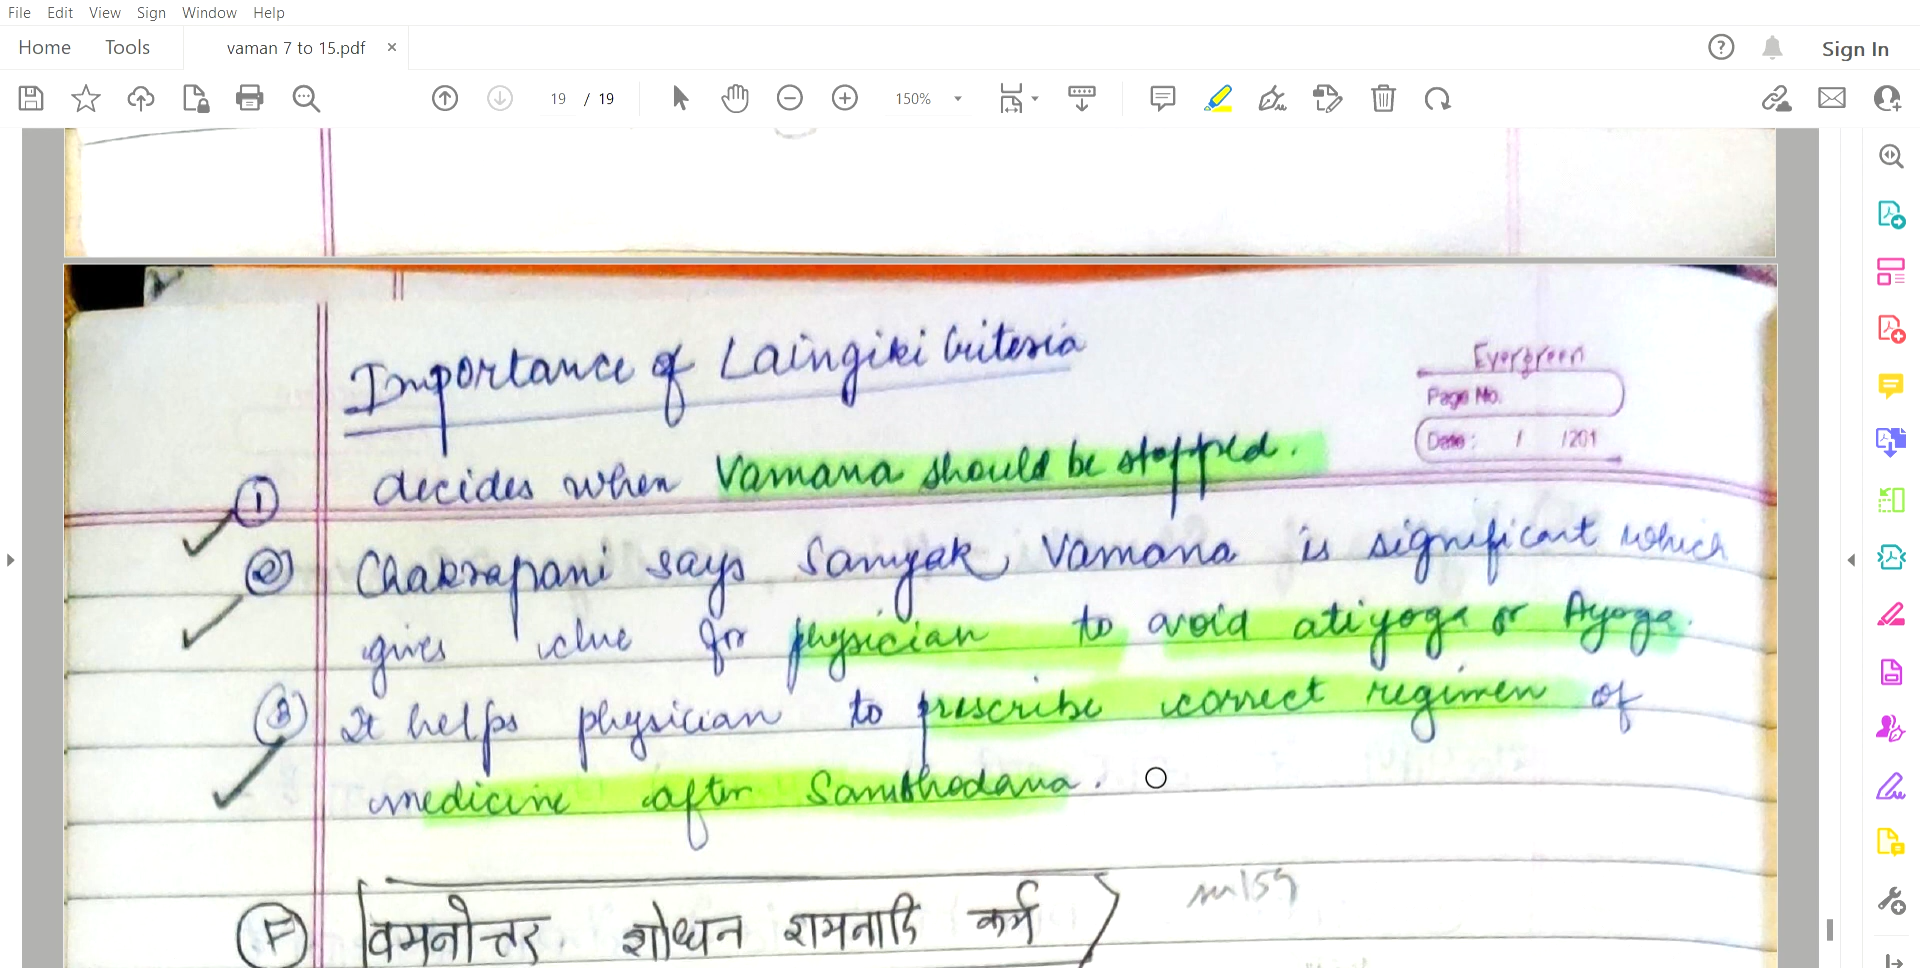 File Edit View Sign Window Help
Home Tools vaman 7 to 15.pdf × Sign In
19 / 19 150%
Importance of Laingiki Criteria
Evergreen
Page No.
Date: / /201
① decides when Vamana should be stopped.
② Chakrapani says Samyak Vamana is significant which
gives clue for physician to avoid atiyoga or Ayoga.
③ It helps physician to prescribe correct regimen of
medicine after Samshodana.
F वमनोत्तर शोधन शमनादि कर्म